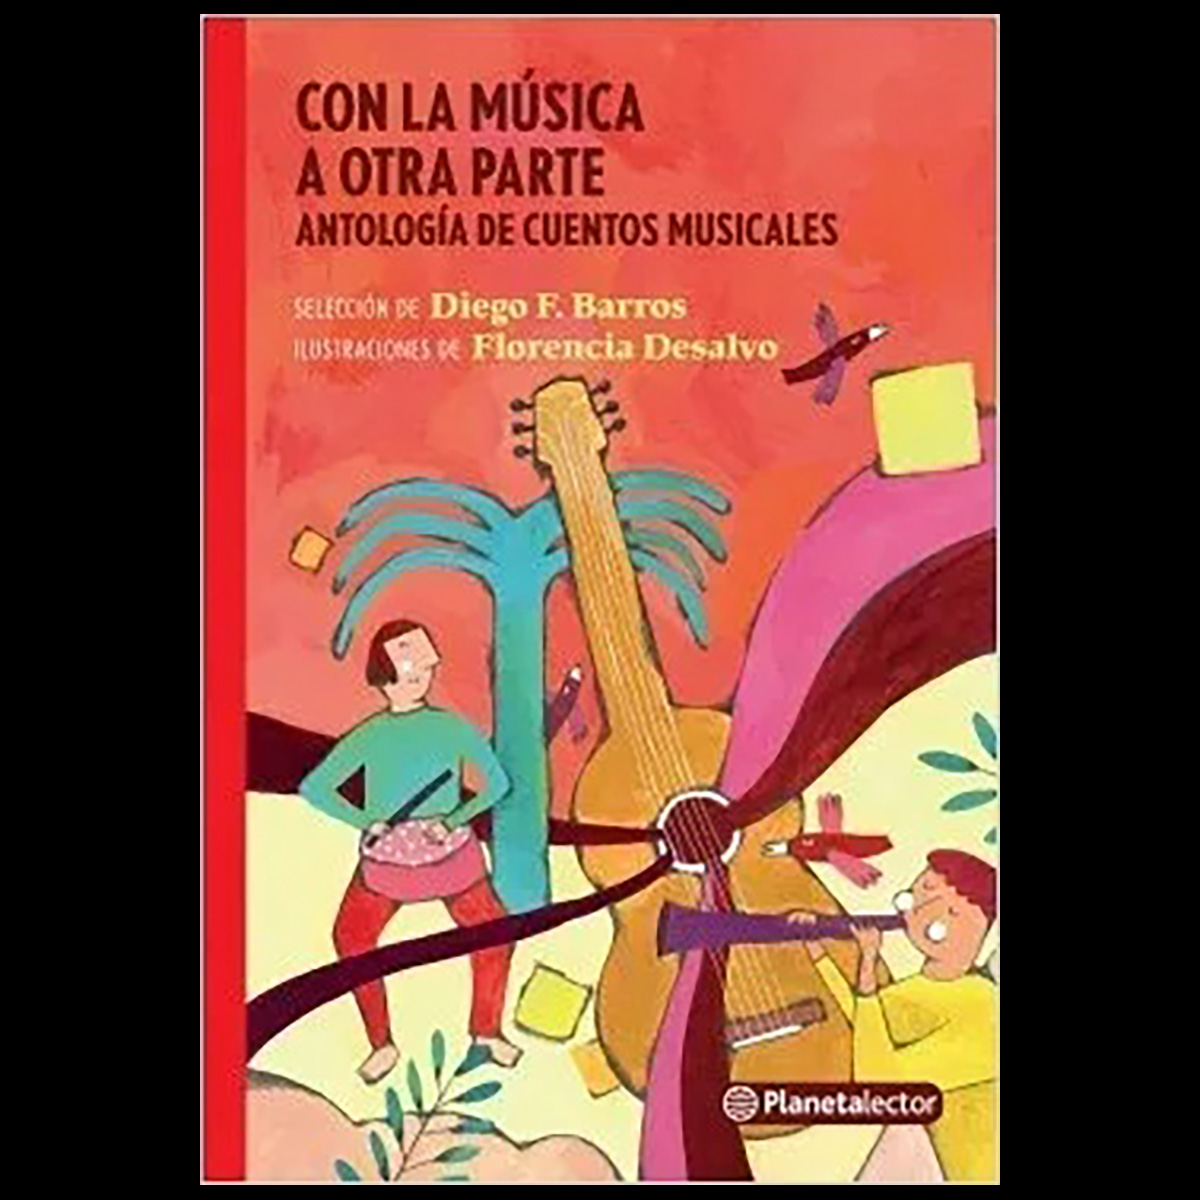 CON LA MÚSICA
A OTRA PARTE
ANTOLOGÍA DE CUENTOS MUSICALES
SELECCIÓN DE Diego F. Barros
ILUSTRACIONES DE Florencia Desalvo
Planetalector